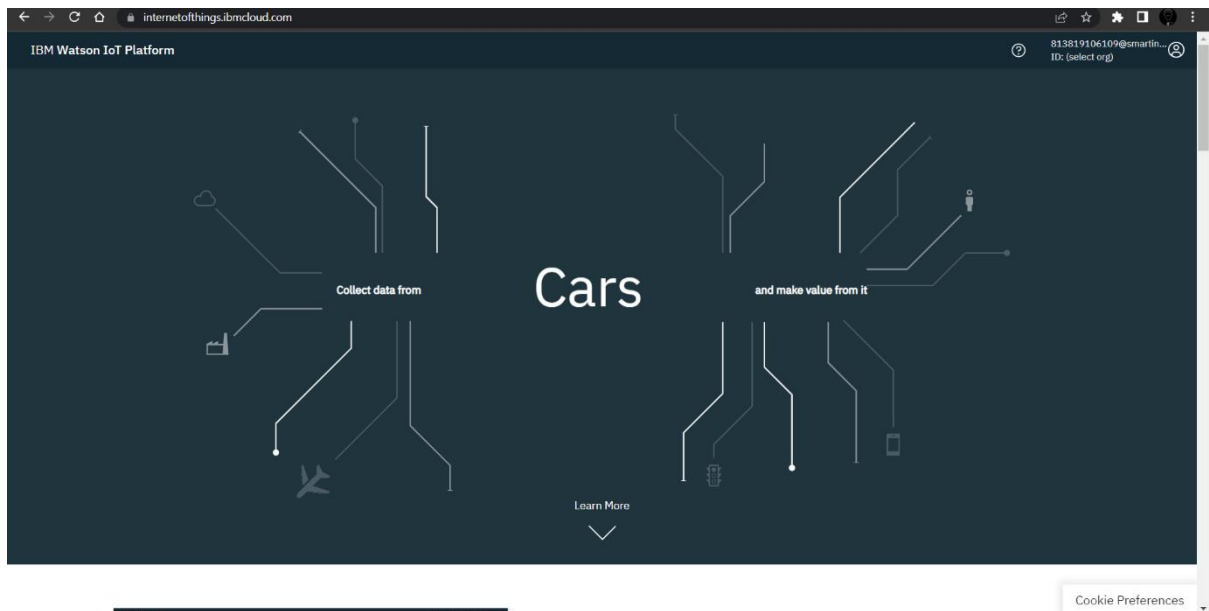 internetofthings.ibmcloud.com
IBM Watson IoT Platform
813819106109@smartin...
ID: (select org)
Collect data from
Cars
and make value from it
Learn More
Cookie Preferences